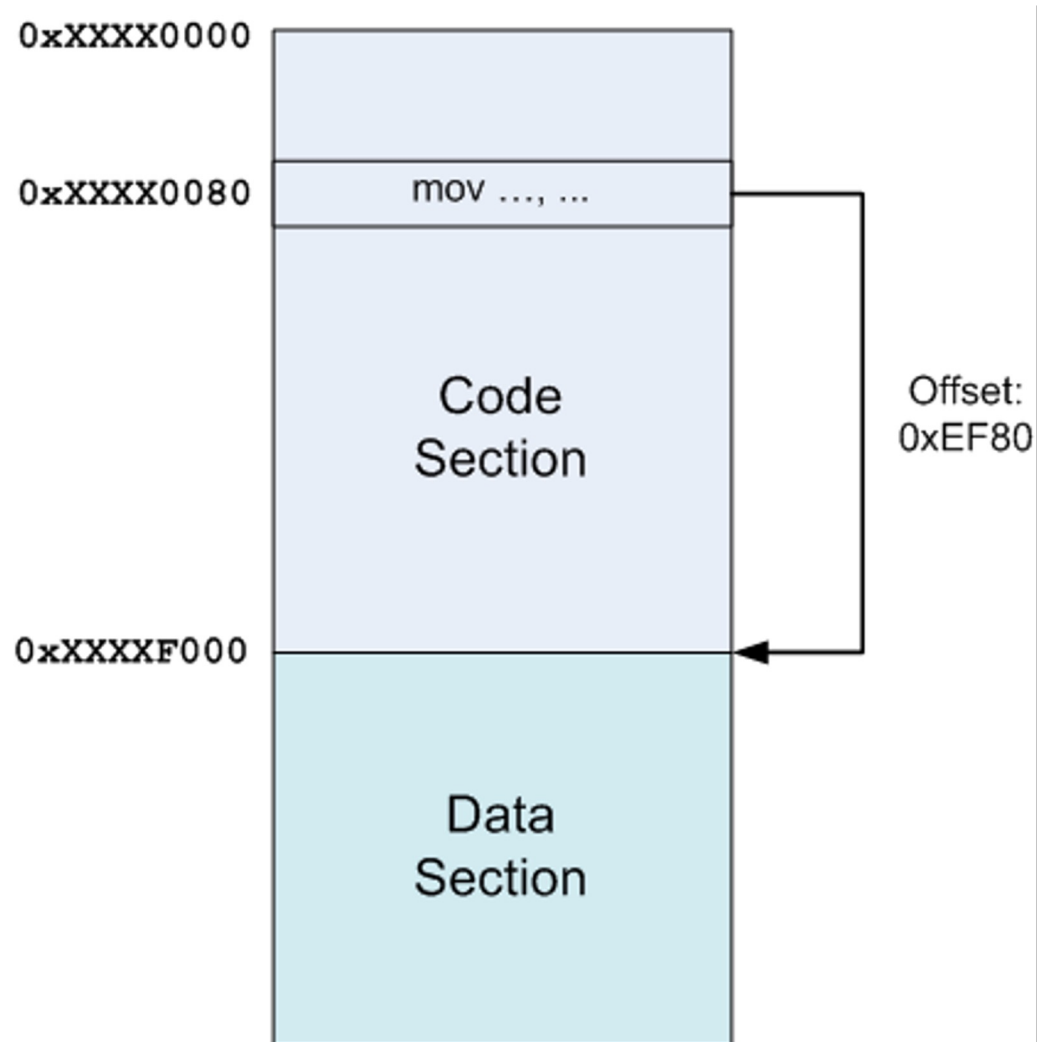 0xXXXX0000
0xXXXX0080
mov ..., ...
Code
Section
Offset:
0xEF80
0xXXXXF000
Data
Section